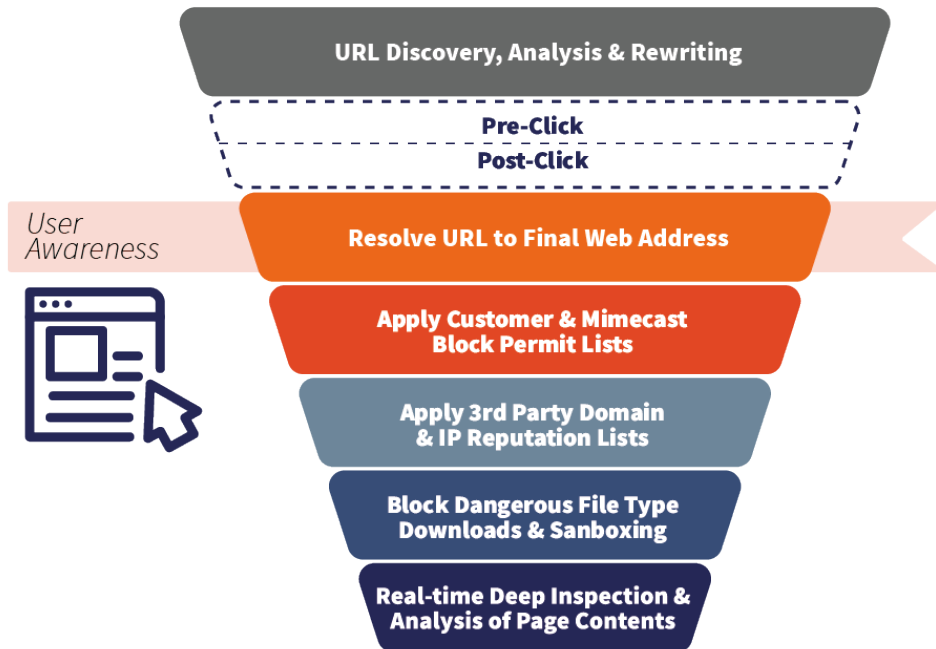 URL Discovery, Analysis & Rewriting
Pre-Click
Post-Click
User
Awareness
Resolve URL to Final Web Address
Apply Customer & Mimecast
Block Permit Lists
Apply 3rd Party Domain
& IP Reputation Lists
Block Dangerous File Type
Downloads & Sanboxing
Real-time Deep Inspection &
Analysis of Page Contents